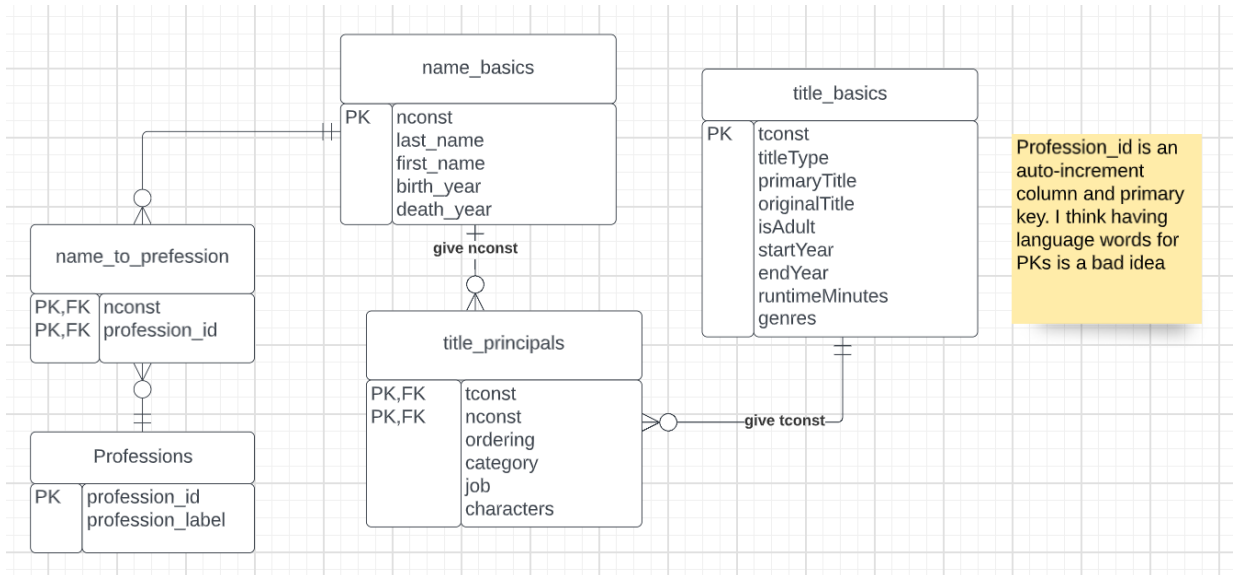 name_basics
PK nconst
last_name
first_name
birth_year
death_year
give nconst
title_basics
PK tconst
titleType
primaryTitle
originalTitle
isAdult
startYear
endYear
runtimeMinutes
genres
Profession_id is an
auto-increment
column and primary
key. I think having
language words for
PKs is a bad idea
name_to_prefession
PK,FK nconst
PK,FK profession_id
title_principals
PK,FK tconst
PK,FK nconst
ordering
category
job
characters
give tconst
Professions
PK profession_id
profession_label